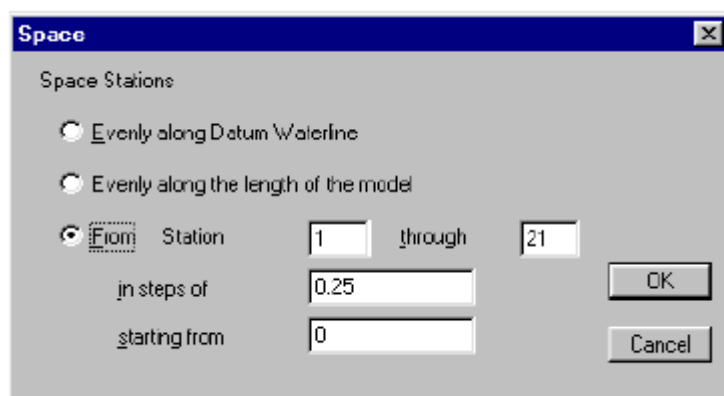 Space
Space Stations
Evenly along Datum Waterline
Evenly along the length of the model
From Station 1 through 21
in steps of 0.25 OK
starting from 0 Cancel